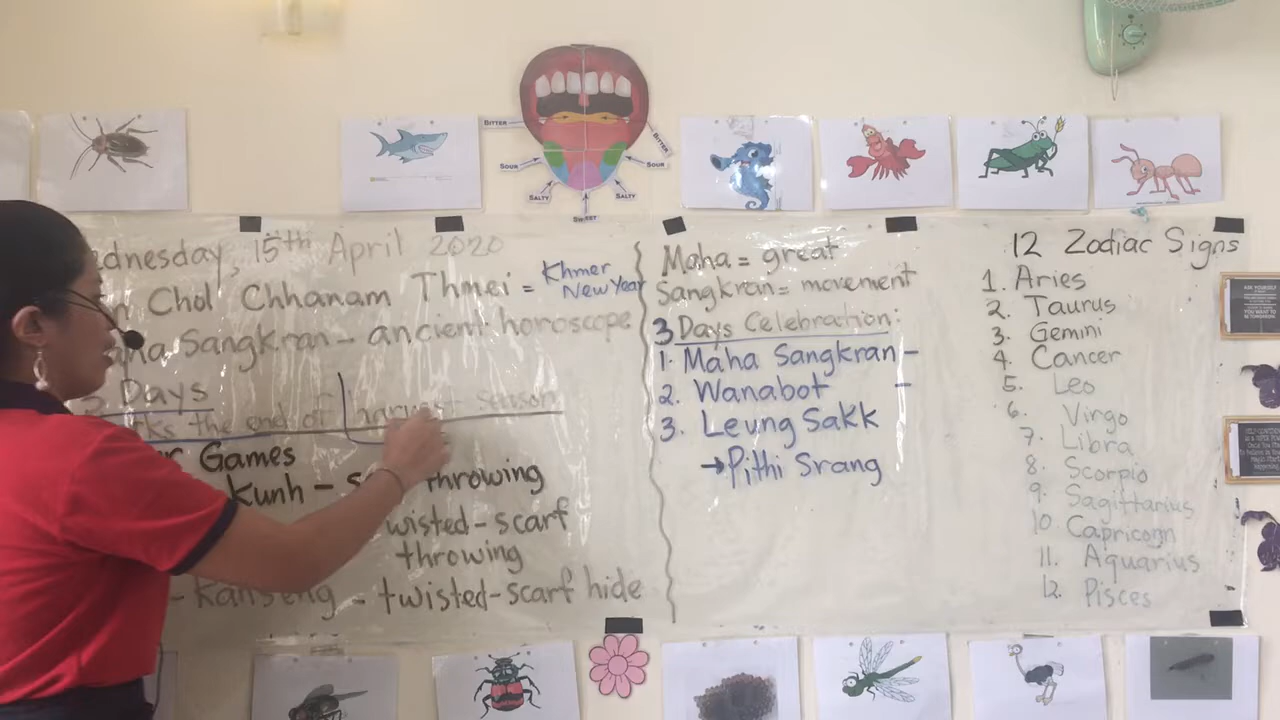 BITTER
BITTER
SOUR
SOUR
SALTY
SALTY
SWEET
dnesday, 15th April 2020
Chol Chhanam Thmei = Khmer New Year
Sangkran - ancient horoscope
3 Days
the end of harvest season
Games
Kunh - throwing
wisted-scarf
throwing
- Kanseng - twisted-scarf hide
Maha = great
Sangkran = movement
3 Days Celebration:
1. Maha Sangkran -
2. Wanabot -
3. Leung Sakk
→ Pithi Srang
12 Zodiac Signs
1. Aries
2. Taurus
3. Gemini
4. Cancer
5. Leo
6. Virgo
7. Libra
8. Scorpio
9. Sagittarius
10. Capricorn
11. Aquarius
12. Pisces